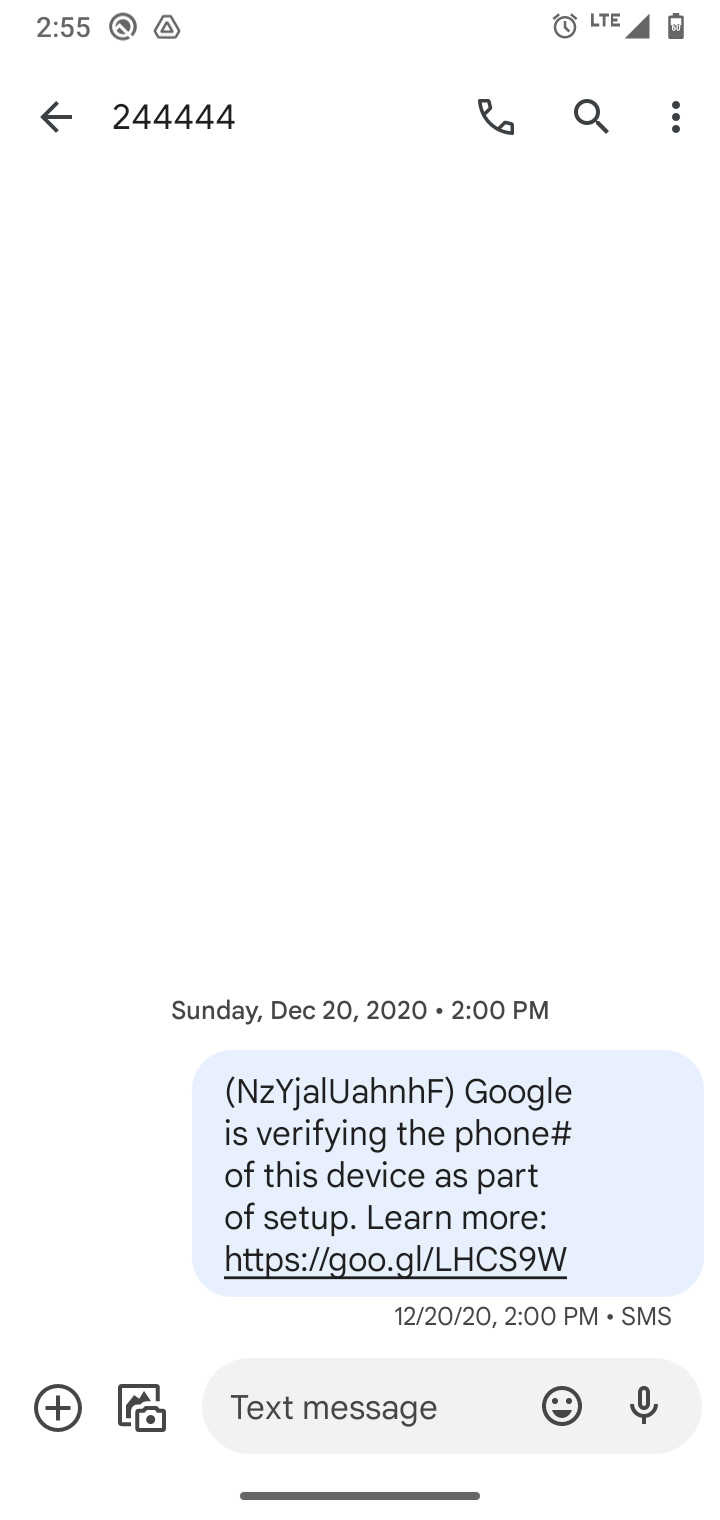 2:55
LTE
244444
Sunday, Dec 20, 2020 • 2:00 PM
(NzYjalUahnhF) Google
is verifying the phone#
of this device as part
of setup. Learn more:
https://goo.gl/LHCS9W
12/20/20, 2:00 PM • SMS
Text message